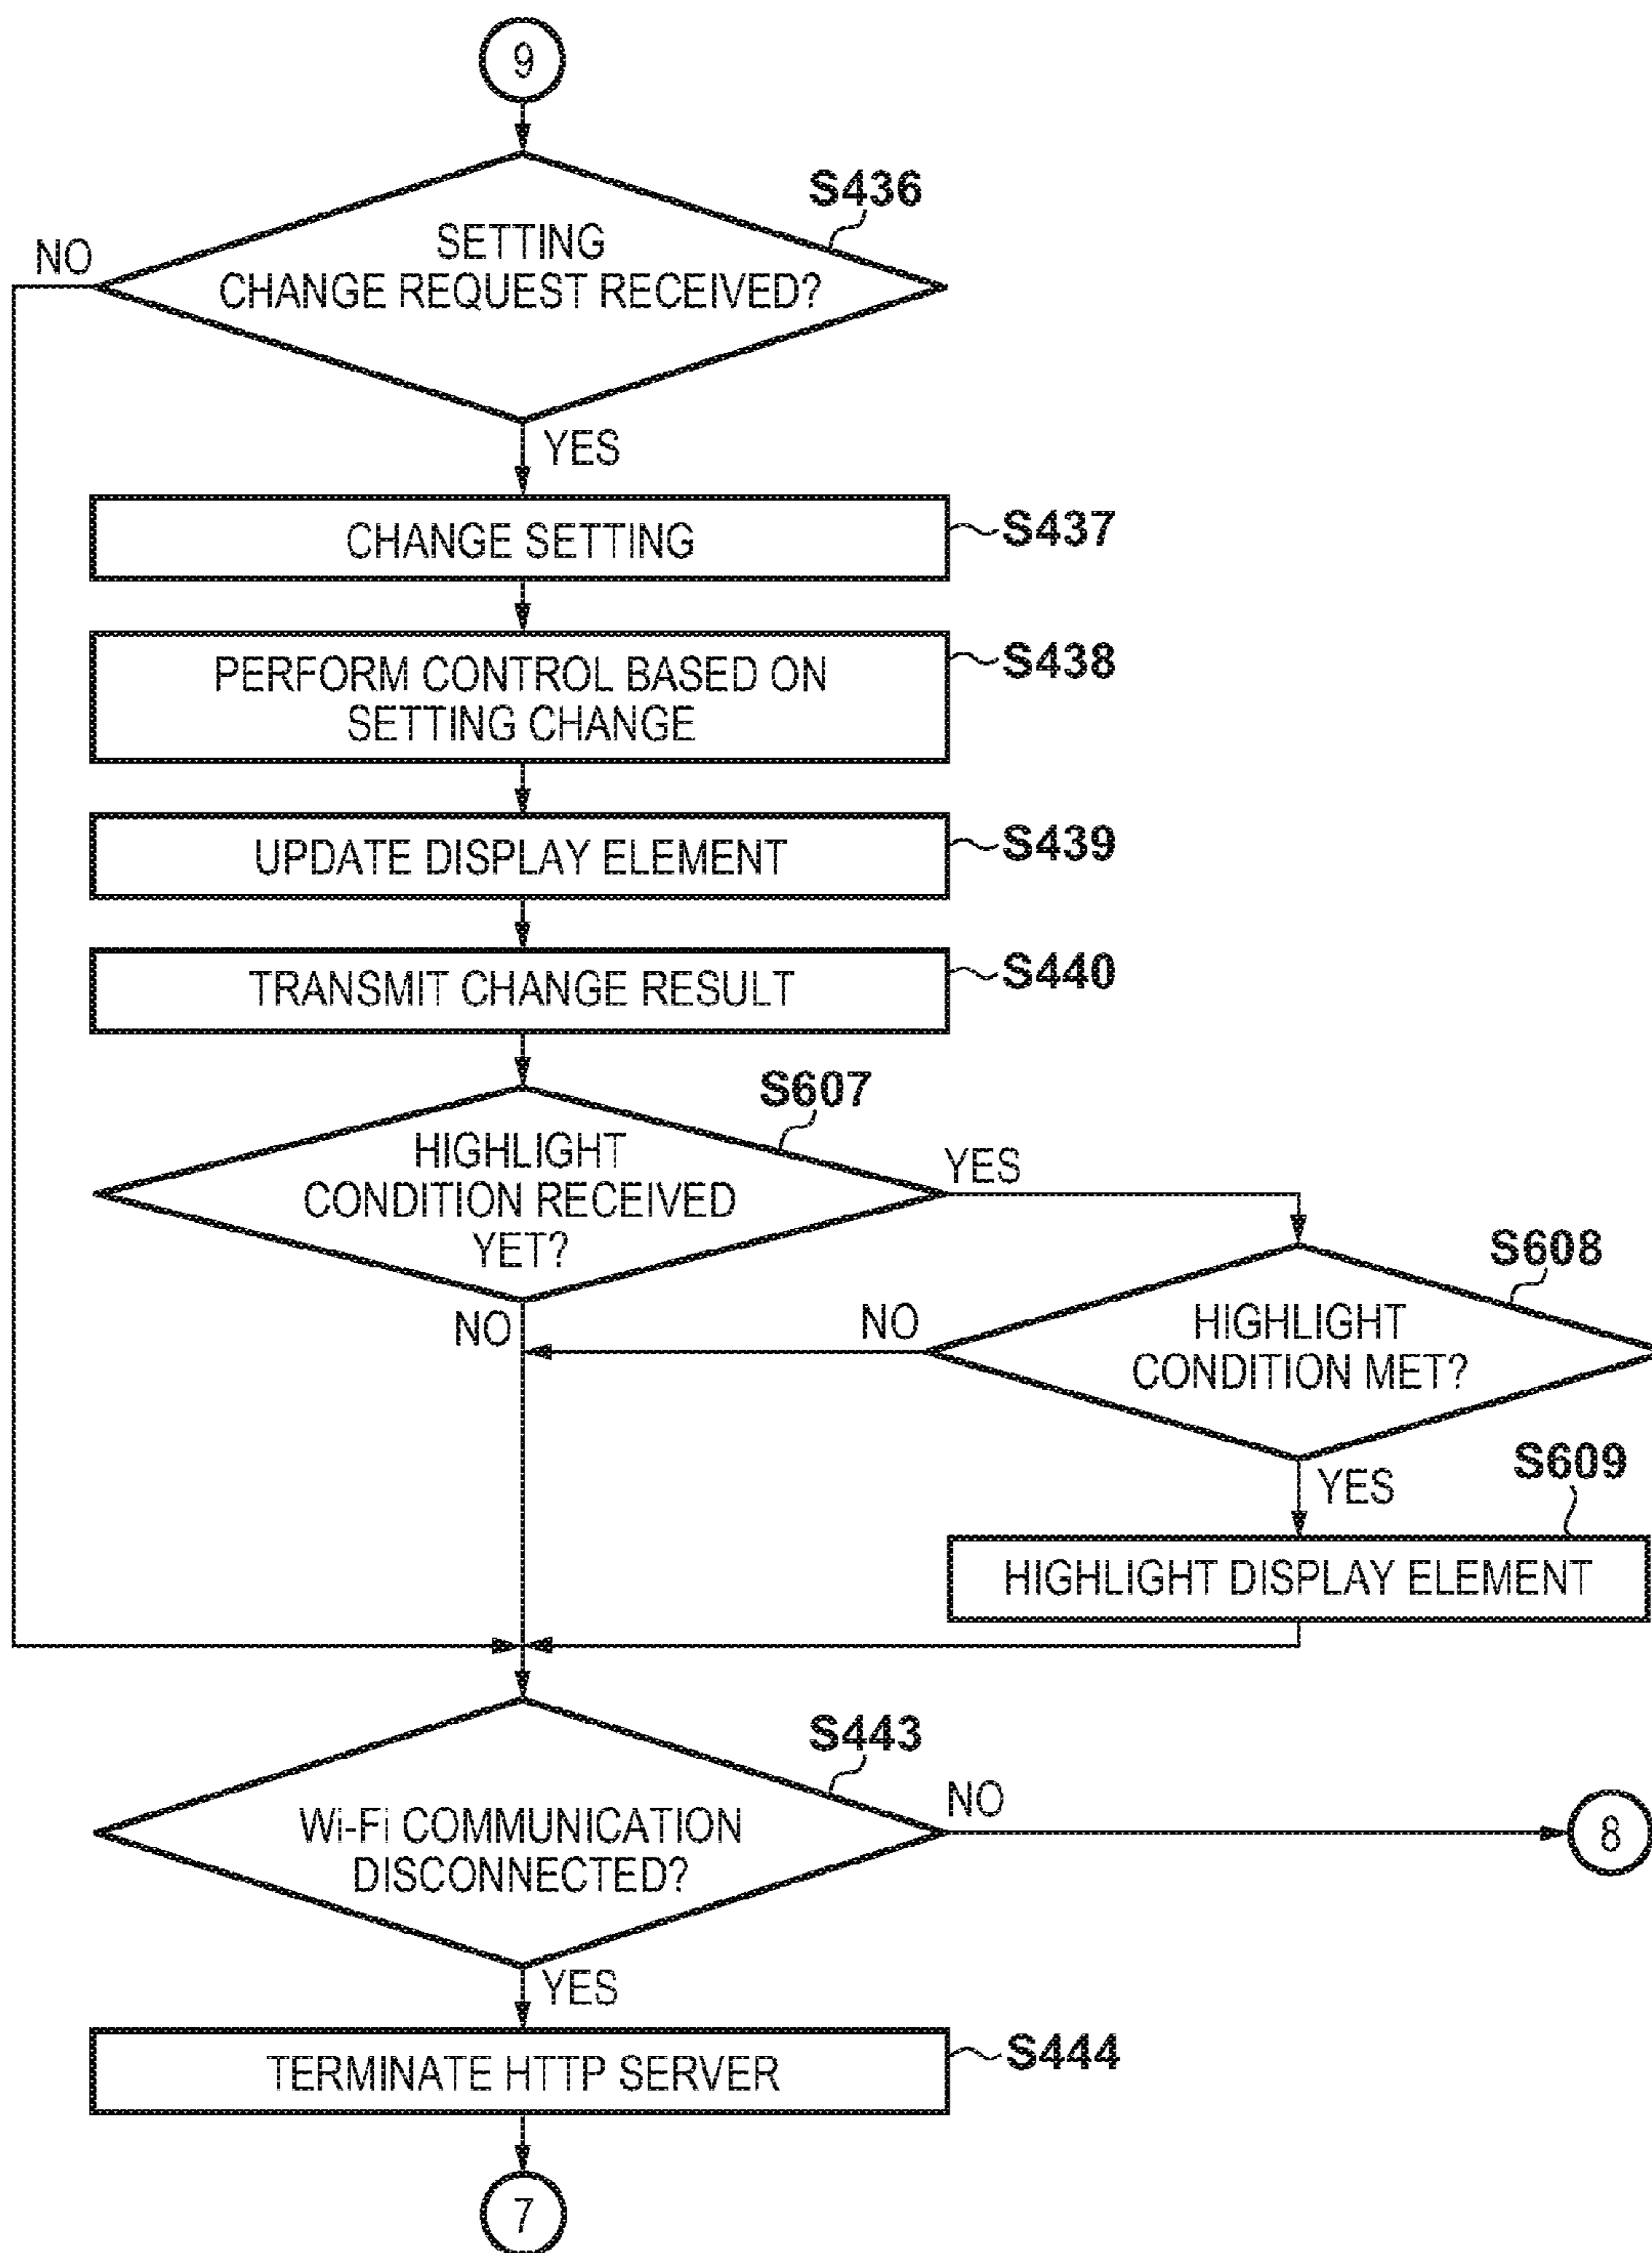 9
S436
SETTING
CHANGE REQUEST RECEIVED?
NO
YES
CHANGE SETTING
S437
PERFORM CONTROL BASED ON
SETTING CHANGE
S438
UPDATE DISPLAY ELEMENT
S439
TRANSMIT CHANGE RESULT
S440
S607
HIGHLIGHT
CONDITION RECEIVED
YET?
YES
NO
S608
HIGHLIGHT
CONDITION MET?
NO
YES
S609
HIGHLIGHT DISPLAY ELEMENT
S443
Wi-Fi COMMUNICATION
DISCONNECTED?
NO
8
YES
TERMINATE HTTP SERVER
S444
7